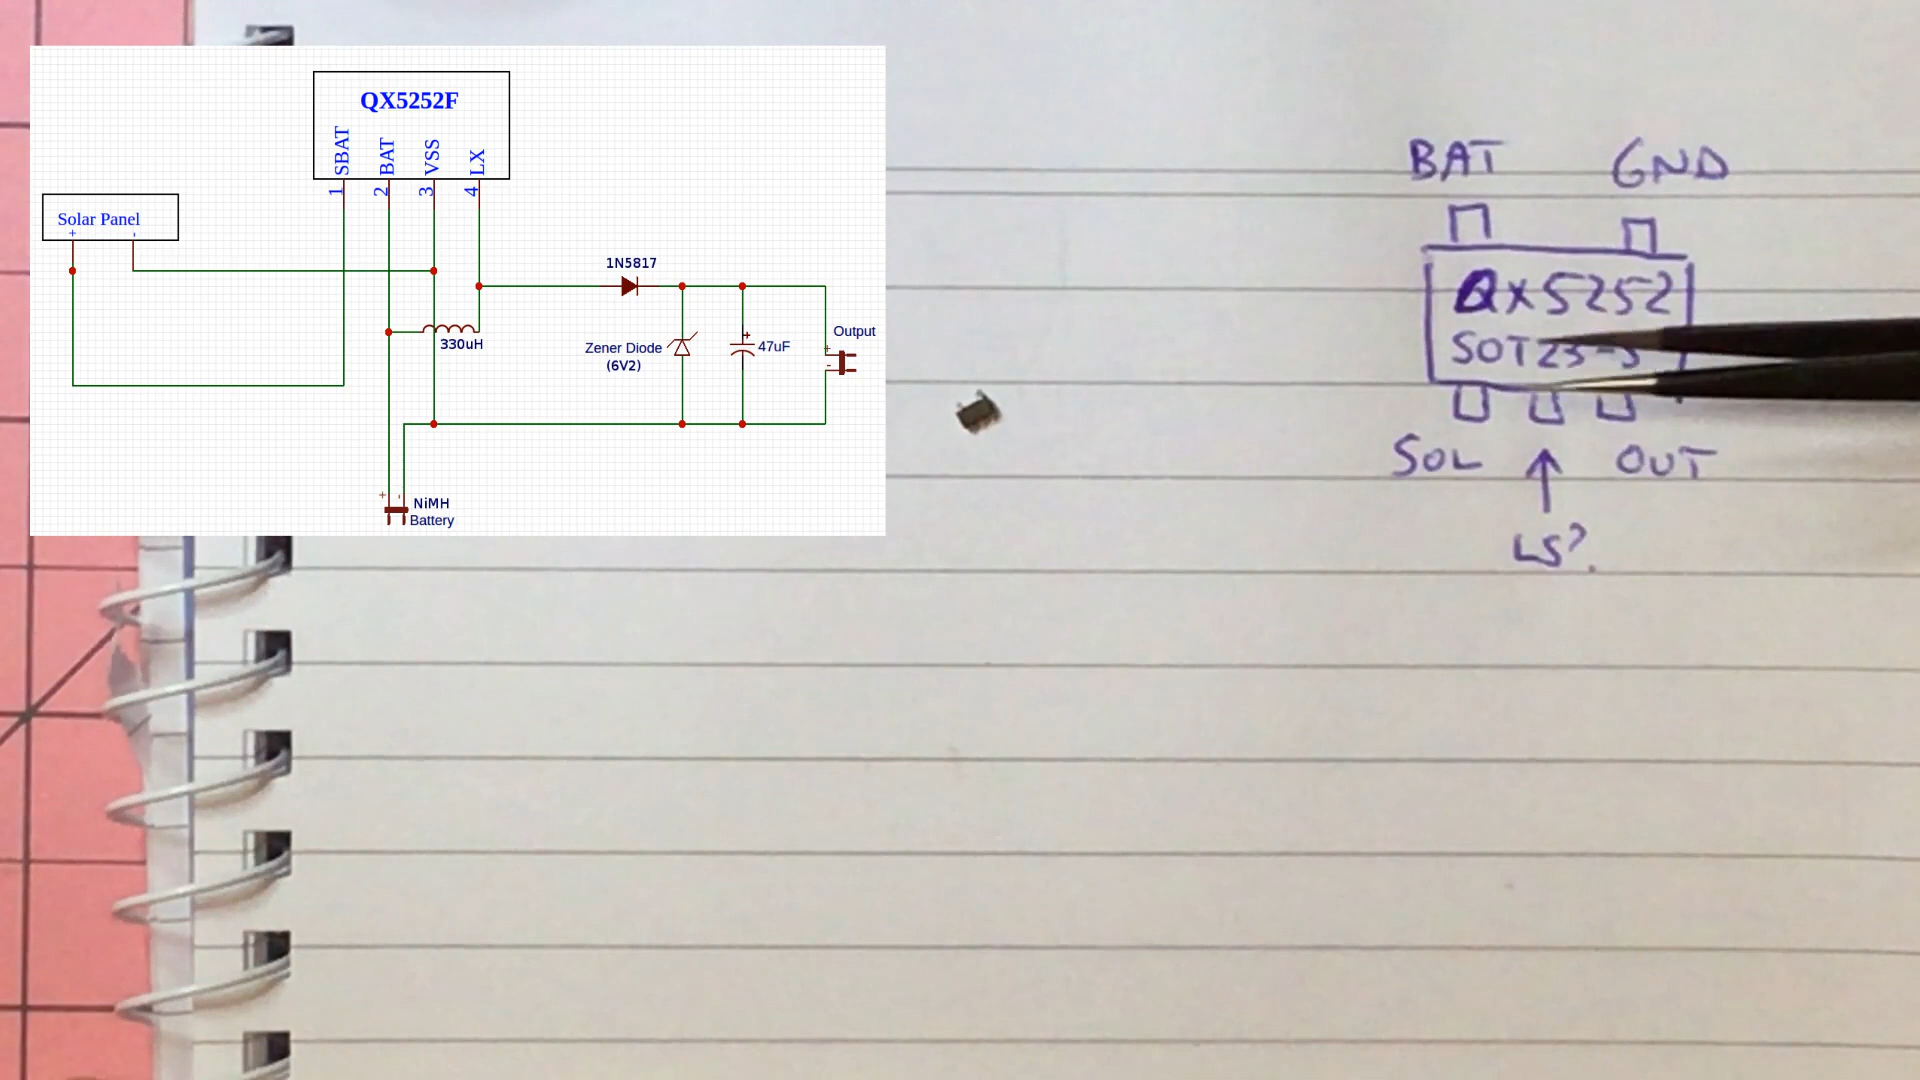 QX5252F
SBAT
BAT
VSS
LX
1
2
3
4
Solar Panel
+ -
1N5817
330uH
Zener Diode
(6V2)
+
47uF
Output
+
-
+ -
NiMH
Battery
BAT GND
QX5252
SOT23-5
SOL OUT
LS?